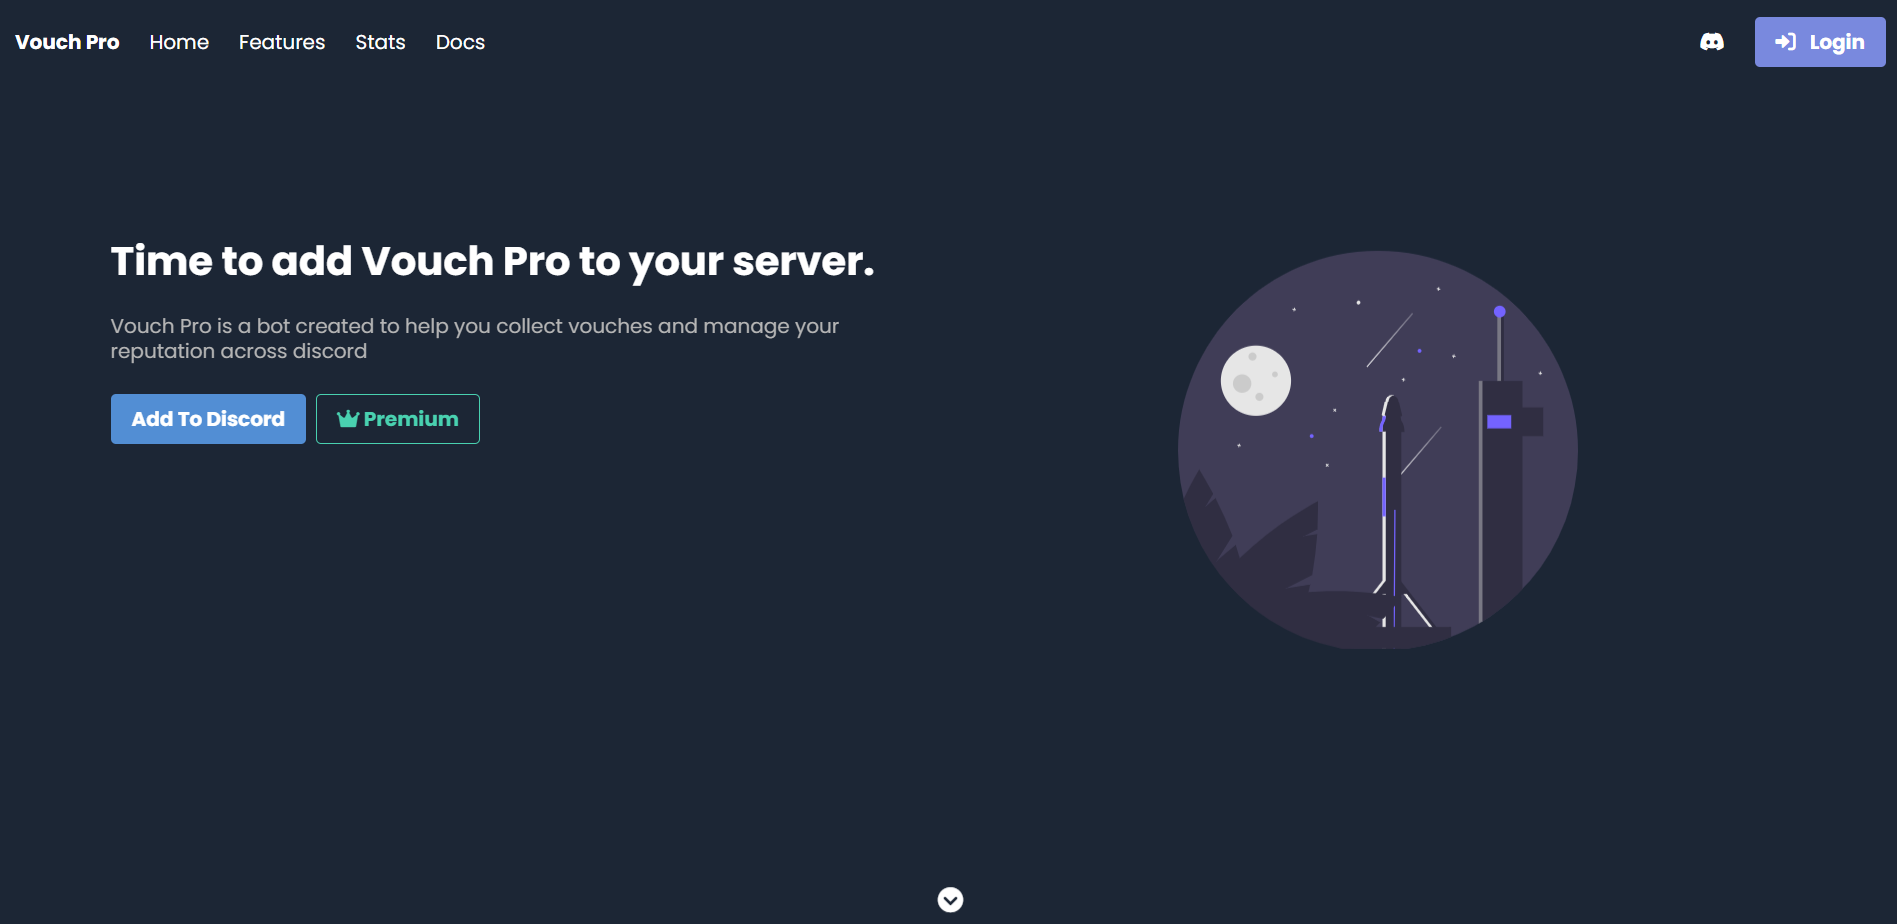 Vouch Pro Home Features Stats Docs Login
Time to add Vouch Pro to your server.
Vouch Pro is a bot created to help you collect vouches and manage your
reputation across discord
Add To Discord Premium